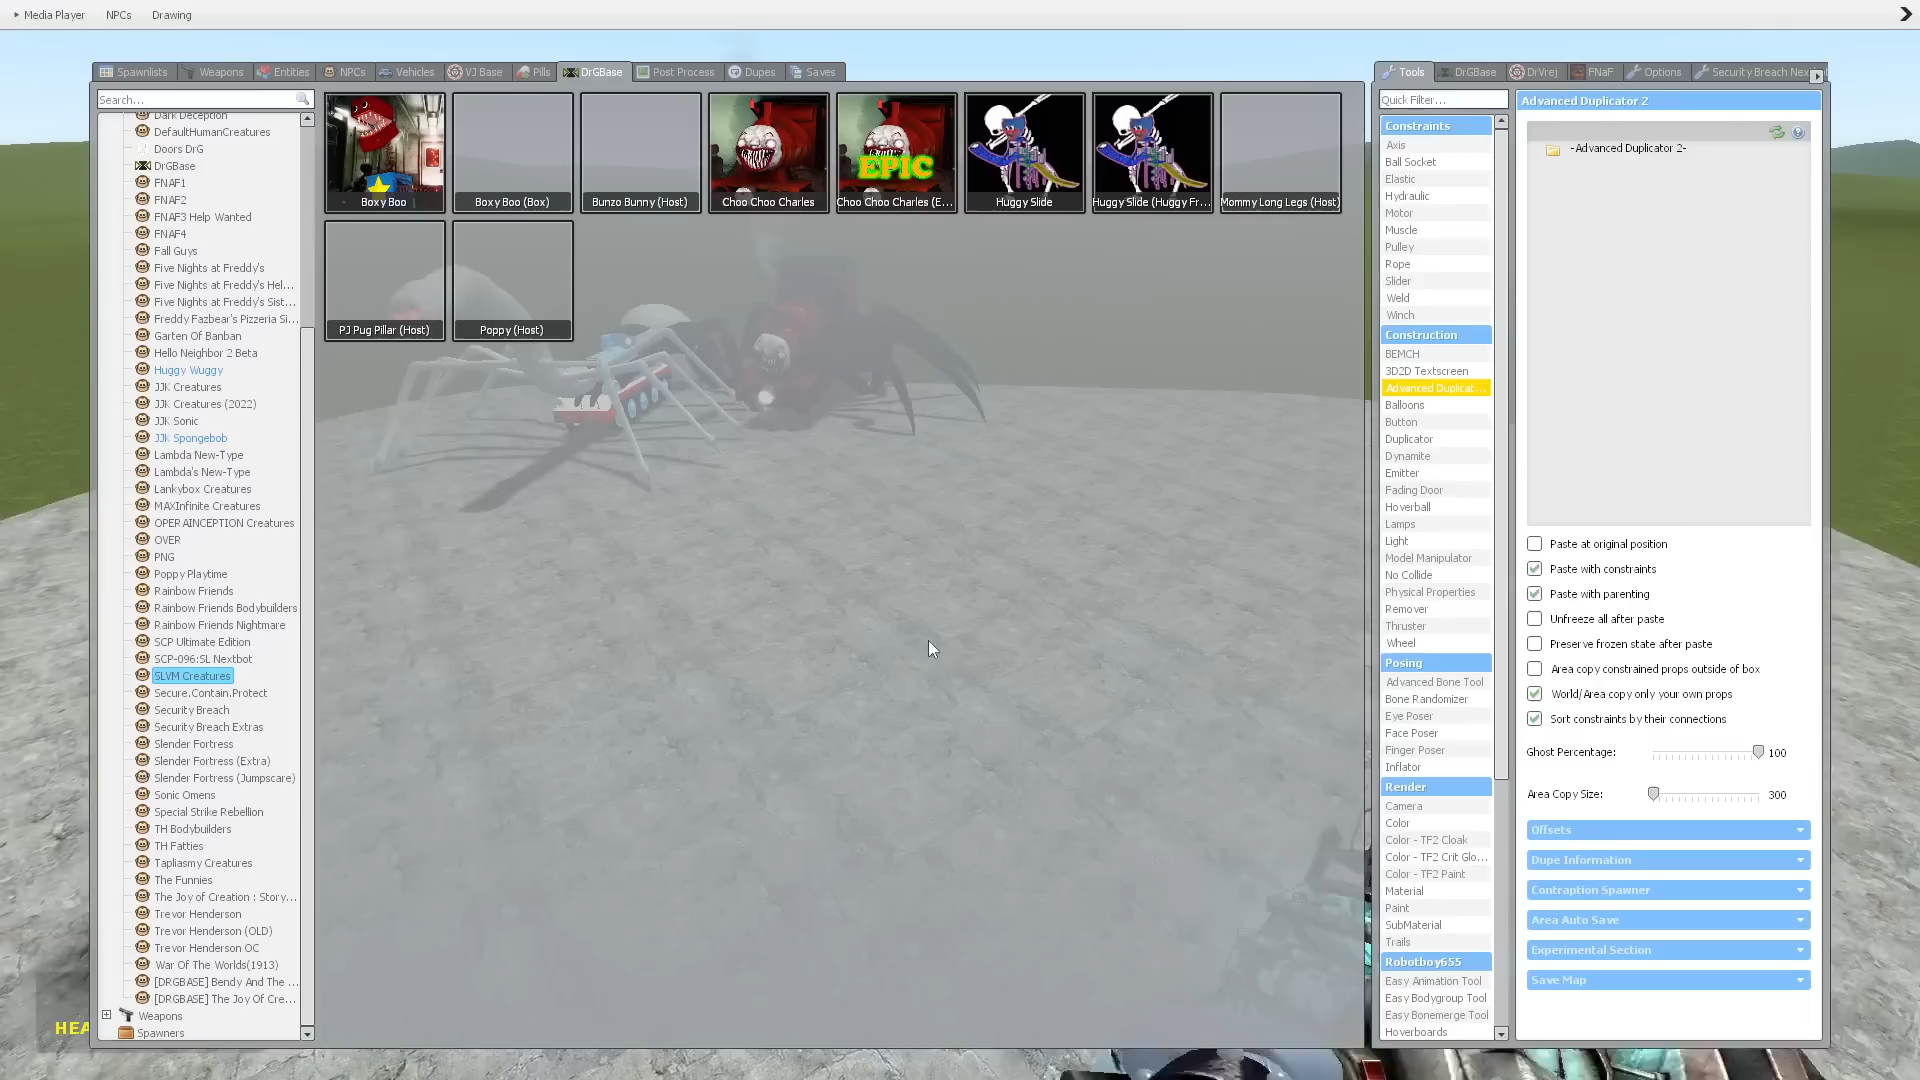 Media Player NPCs Drawing
Spawnlists Weapons Entities NPCs Vehicles VJ Base Pills DrGBase Post Process Dupes Saves
Search...
Dark Deception
DefaultHumanCreatures
Doors DrG
DrGBase
FNAF1
FNAF2
FNAF3 Help Wanted
FNAF4
Fall Guys
Five Nights at Freddy's
Five Nights at Freddy's Hel...
Five Nights at Freddy's Sist...
Freddy Fazbear's Pizzeria Si...
Garten Of Banban
Hello Neighbor 2 Beta
Huggy Wuggy
JJK Creatures
JJK Creatures (2022)
JJK Sonic
JJK Spongebob
Lambda New-Type
Lambda's New-Type
Lankybox Creatures
MAXInfinite Creatures
OPERAINCEPTION Creatures
OVER
PNG
Poppy Playtime
Rainbow Friends
Rainbow Friends Bodybuilders
Rainbow Friends Nightmare
SCP Ultimate Edition
SCP-096:SL Nextbot
SLVM Creatures
Secure.Contain.Protect
Security Breach
Security Breach Extras
Slender Fortress
Slender Fortress (Extra)
Slender Fortress (Jumpscare)
Sonic Omens
Special Strike Rebellion
TH Bodybuilders
TH Fatties
Tapliasmy Creatures
The Funnies
The Joy of Creation : Story...
Trevor Henderson
Trevor Henderson (OLD)
Trevor Henderson OC
War Of The Worlds(1913)
[DRGBASE] Bendy And The ...
[DRGBASE] The Joy Of Cre...
Weapons
Spawners
HEA
EPIC
Boxy Boo
Boxy Boo (Box)
Bunzo Bunny (Host)
Choo Choo Charles
Choo Choo Charles (E...
Huggy Slide
Huggy Slide (Huggy Fr...
Mommy Long Legs (Host)
PJ Pug Pillar (Host)
Poppy (Host)
Tools DrGBase DrVrej FNaF Options Security Breach
Quick Filter...
Constraints
Axis
Ball Socket
Elastic
Hydraulic
Motor
Muscle
Pulley
Rope
Slider
Weld
Winch
Construction
BEMCH
3D2D Textscreen
Advanced Duplicat...
Balloons
Button
Duplicator
Dynamite
Emitter
Fading Door
Hoverball
Lamps
Light
Model Manipulator
No Collide
Physical Properties
Remover
Thruster
Wheel
Posing
Advanced Bone Tool
Bone Randomizer
Eye Poser
Face Poser
Finger Poser
Inflator
Render
Camera
Color
Color - TF2 Cloak
Color - TF2 Crit Glo...
Color - TF2 Paint
Material
Paint
SubMaterial
Trails
Robotboy655
Easy Animation Tool
Easy Bodygroup Tool
Easy Bonemerge Tool
Hoverboards
Advanced Duplicator 2
-Advanced Duplicator 2-
Paste at original position
Paste with constraints
Paste with parenting
Unfreeze all after paste
Preserve frozen state after paste
Area copy constrained props outside of box
World/Area copy only your own props
Sort constraints by their connections
Ghost Percentage: 100
Area Copy Size: 300
Offsets
Dupe Information
Contraption Spawner
Area Auto Save
Experimental Section
Save Map